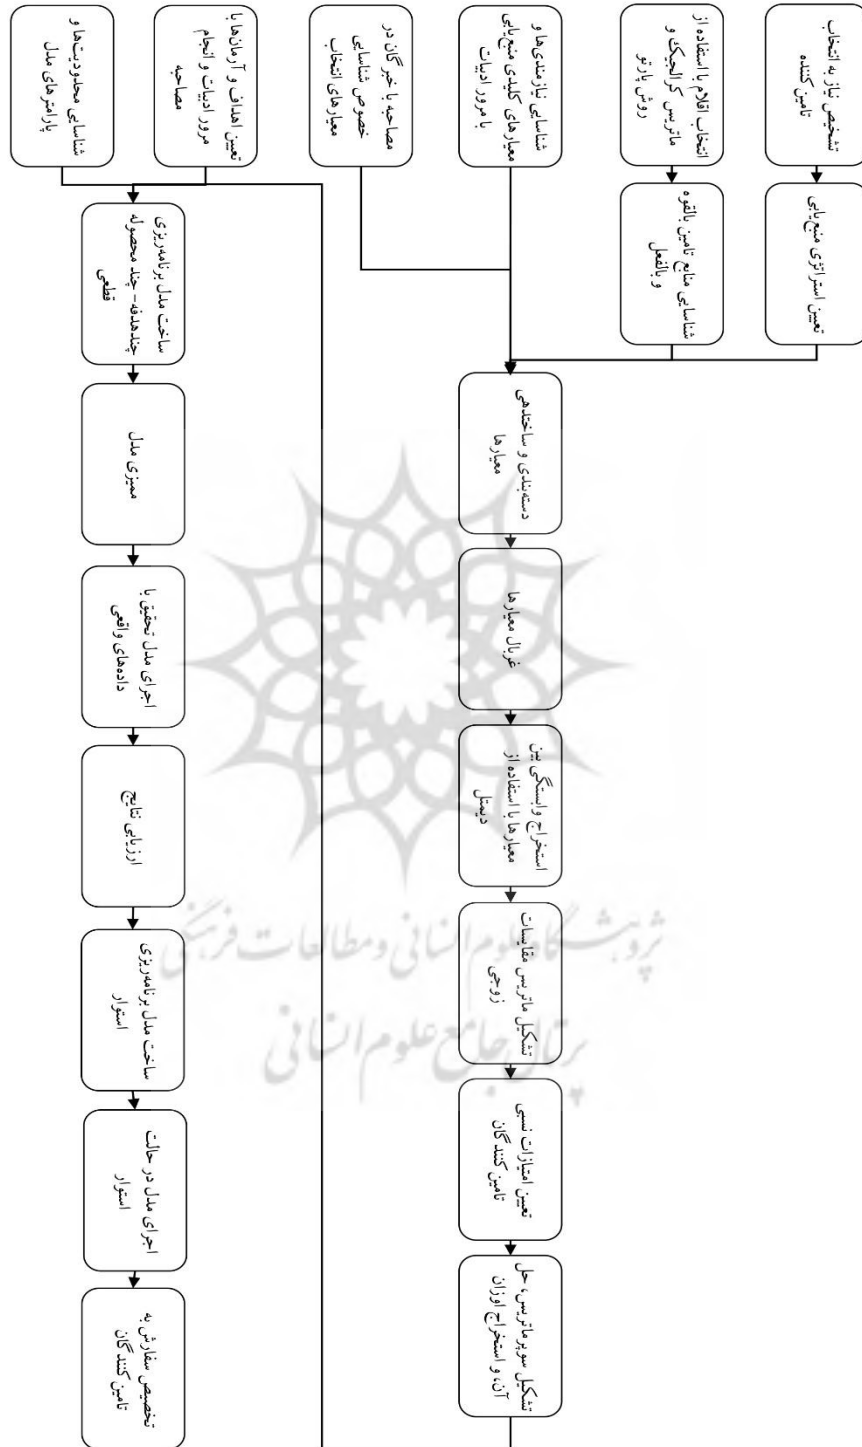 تشخیص نیاز به انتخاب
تامین کننده
تعیین استراتژی منبع‌یابی
انتخاب اقلام با استفاده از
ماتریس کرالجیک و
روش پارتو
شناسایی منابع تامین بالقوه
و بالفعل
شناسایی نیازمندی‌ها و
معیارهای کلیدی منبع‌یابی
با مرور ادبیات
مصاحبه با خبرگان در
خصوص شناسایی
معیارهای انتخاب
دسته‌بندی و ساختدهی
معیارها
غربال معیارها
استخراج وابستگی بین
معیارها با استفاده از
دیمتل
تشکیل ماتریس مقایسات
زوجی
تعیین امتیازات نسبی
تامین کنندگان
تشکیل سوپرماتریس، حل
آن، و استخراج اوزان
تعیین اهداف و آرمان‌ها با
مرور ادبیات و انجام
مصاحبه
شناسایی محدودیت‌ها و
پارامترهای مدل
ساخت مدل برنامه‌ریزی
چندهدفه – چند محصوله
قطعی
ممیزی مدل
اجرای مدل تحقیق با
داده‌های واقعی
ارزیابی نتایج
ساخت مدل برنامه‌ریزی
استوار
اجرای مدل در حالت
استوار
تخصیص سفارش به
تامین کنندگان
پژوهشگاه علوم انسانی و مطالعات فرهنگی
پرتال جامع علوم انسانی